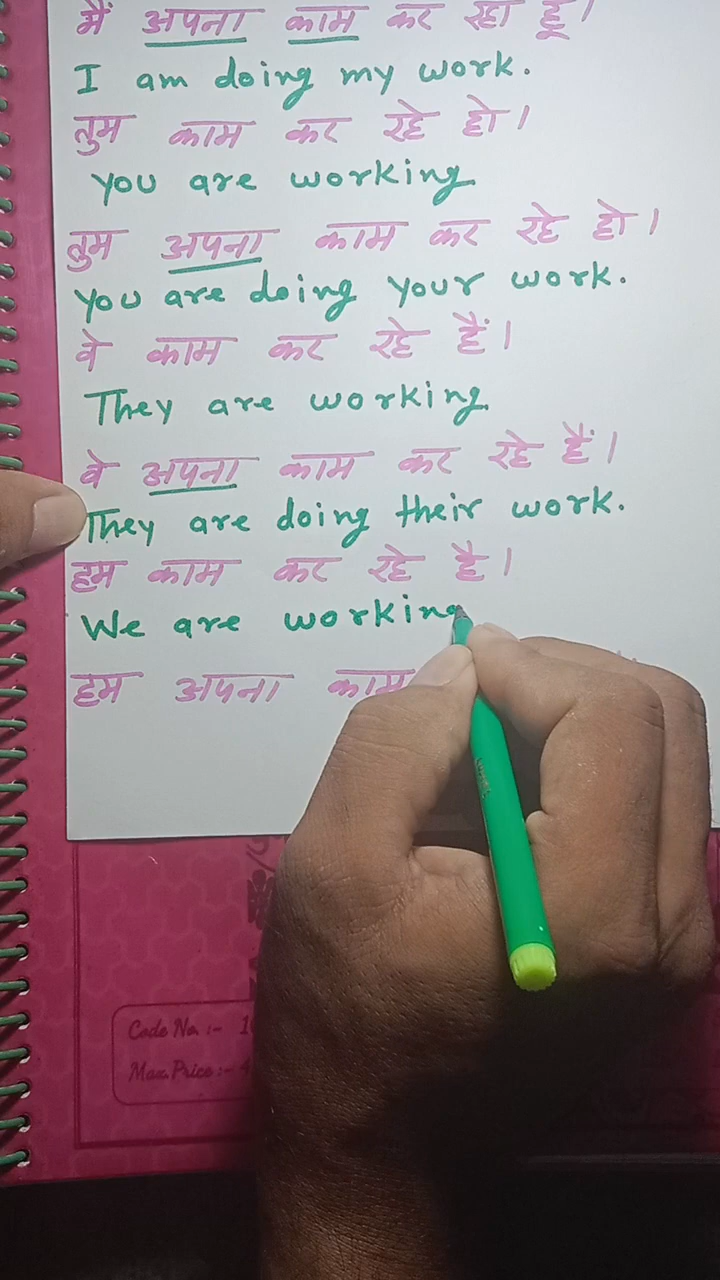 मैं अपना काम कर रहा हूँ।
I am doing my work.
तुम काम कर रहे हो।
You are working
तुम अपना काम कर रहे हो।
You are doing your work.
वे काम कर रहे हैं।
They are working.
वे अपना काम कर रहे हैं।
They are doing their work.
हम काम कर रहे है।
We are working
हम अपना काम
Code No. :- 1
Max. Price :-